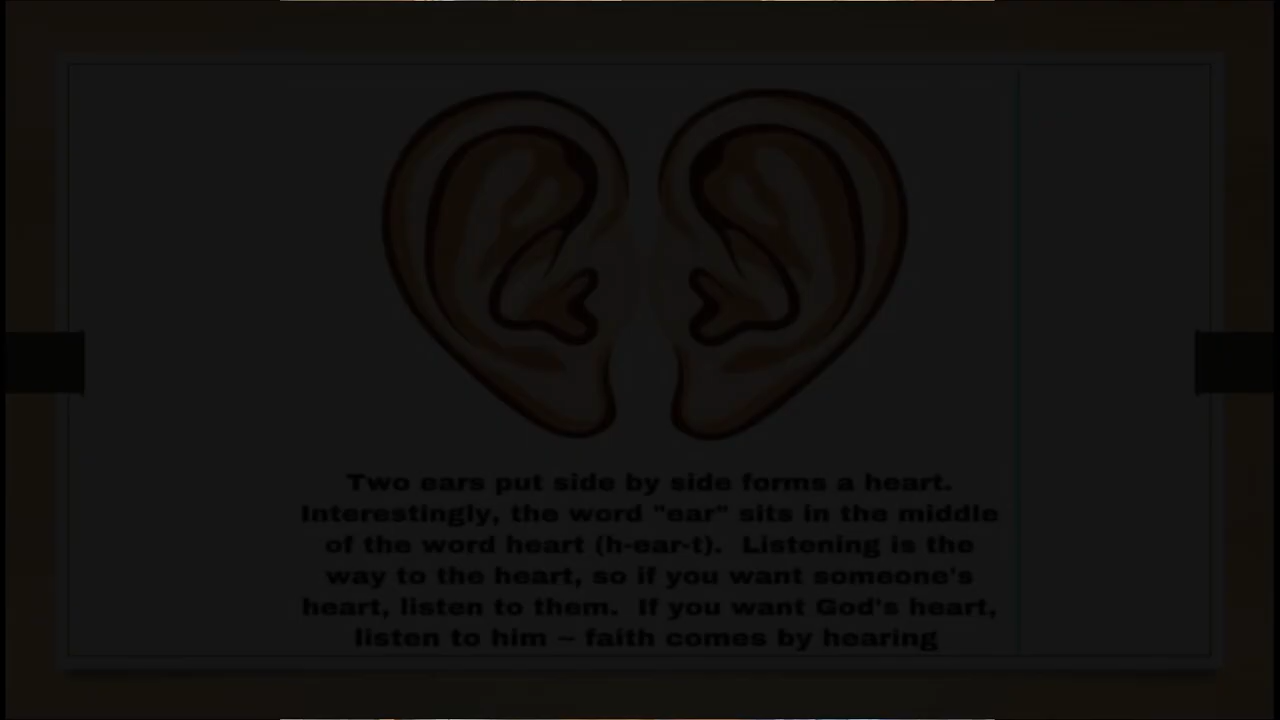 Two ears put side by side forms a heart.
Interestingly, the word "ear" sits in the middle
of the word heart (h-ear-t).  Listening is the
way to the heart, so if you want someone's
heart, listen to them.  If you want God's heart,
listen to him ~ faith comes by hearing